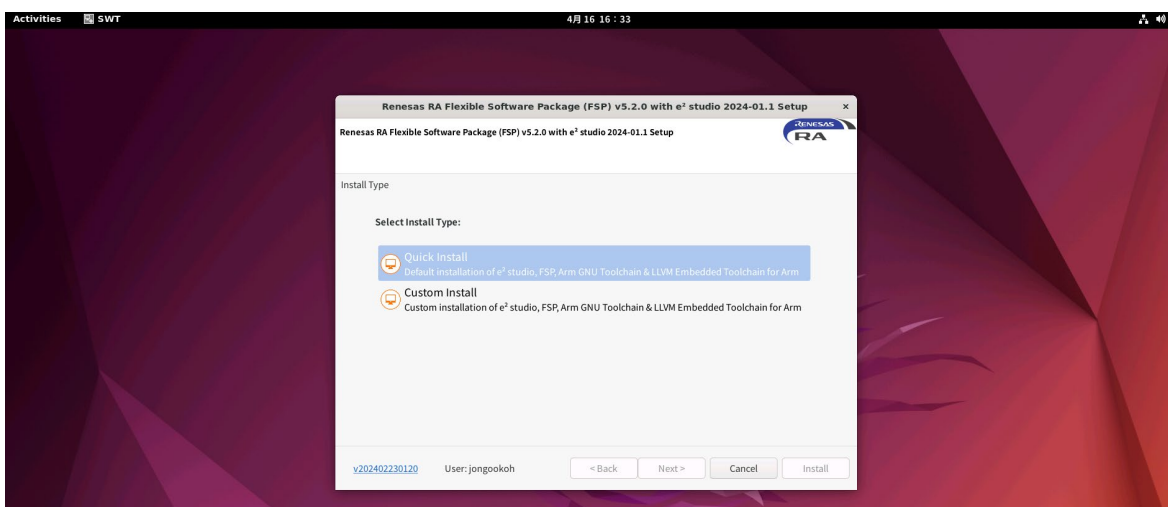 Activities SWT 4月 16 16：33
Renesas RA Flexible Software Package (FSP) v5.2.0 with e² studio 2024-01.1 Setup ×
Renesas RA Flexible Software Package (FSP) v5.2.0 with e² studio 2024-01.1 Setup
RENESAS
RA
Install Type
Select Install Type:
Quick Install
Default installation of e² studio, FSP, Arm GNU Toolchain & LLVM Embedded Toolchain for Arm
Custom Install
Custom installation of e² studio, FSP, Arm GNU Toolchain & LLVM Embedded Toolchain for Arm
v202402230120 User: jongookoh < Back Next > Cancel Install